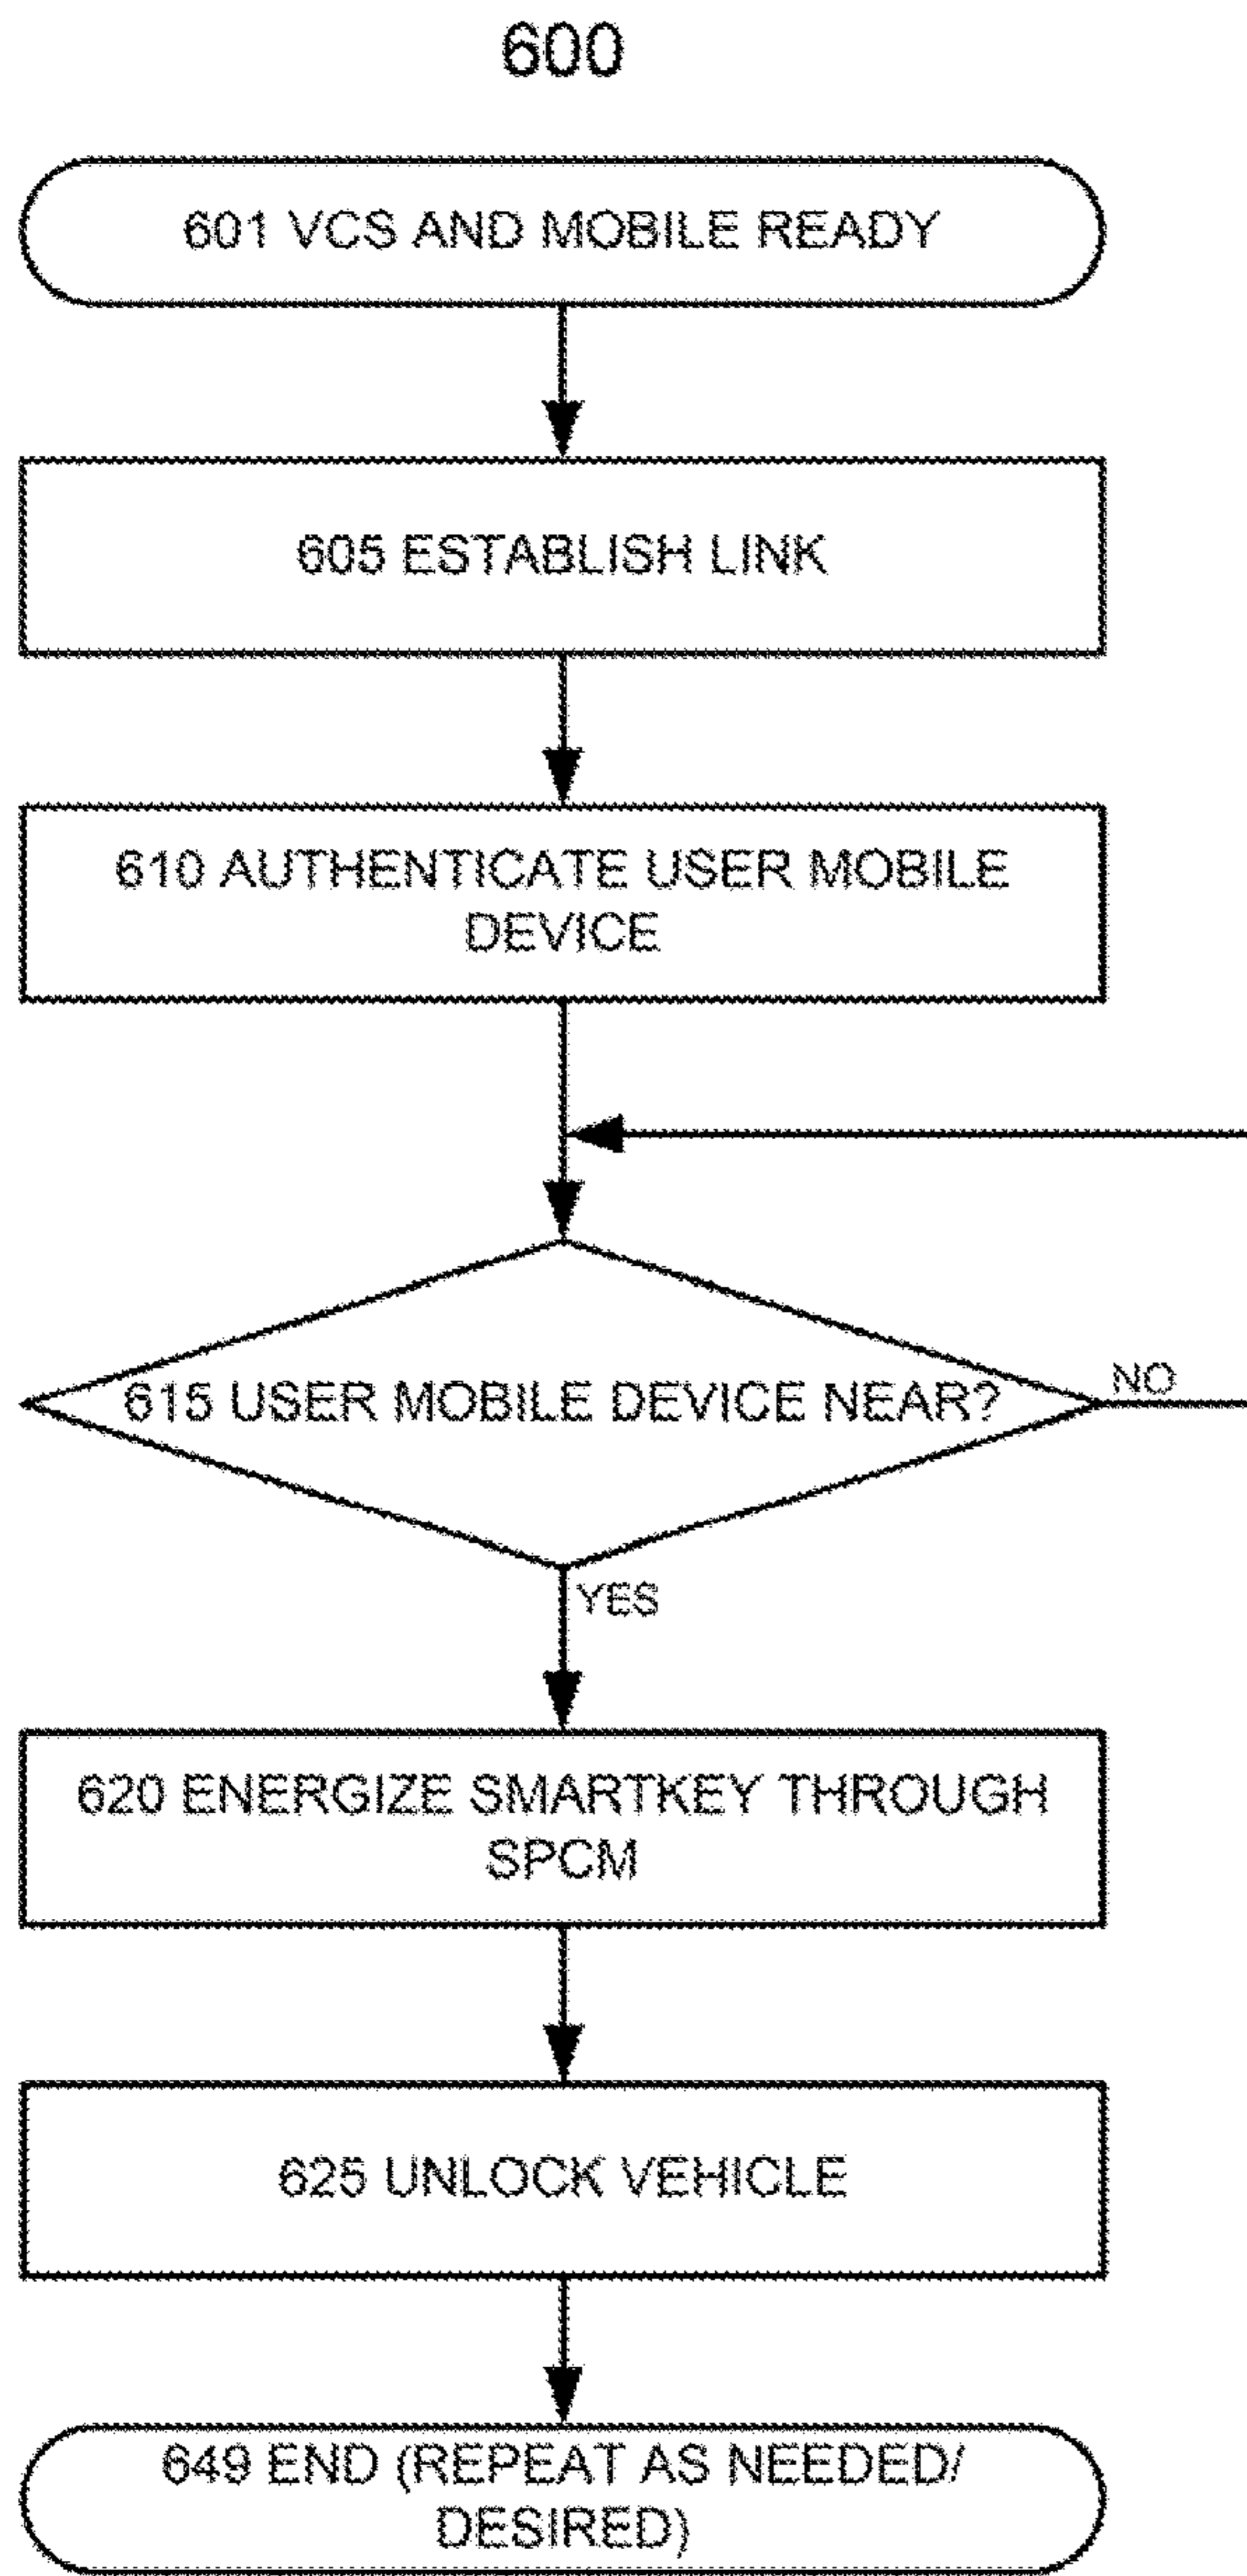 600
601 VCS AND MOBILE READY
605 ESTABLISH LINK
610 AUTHENTICATE USER MOBILE
DEVICE
615 USER MOBILE DEVICE NEAR?
NO
YES
620 ENERGIZE SMARTKEY THROUGH
SPCM
625 UNLOCK VEHICLE
649 END (REPEAT AS NEEDED/
DESIRED)